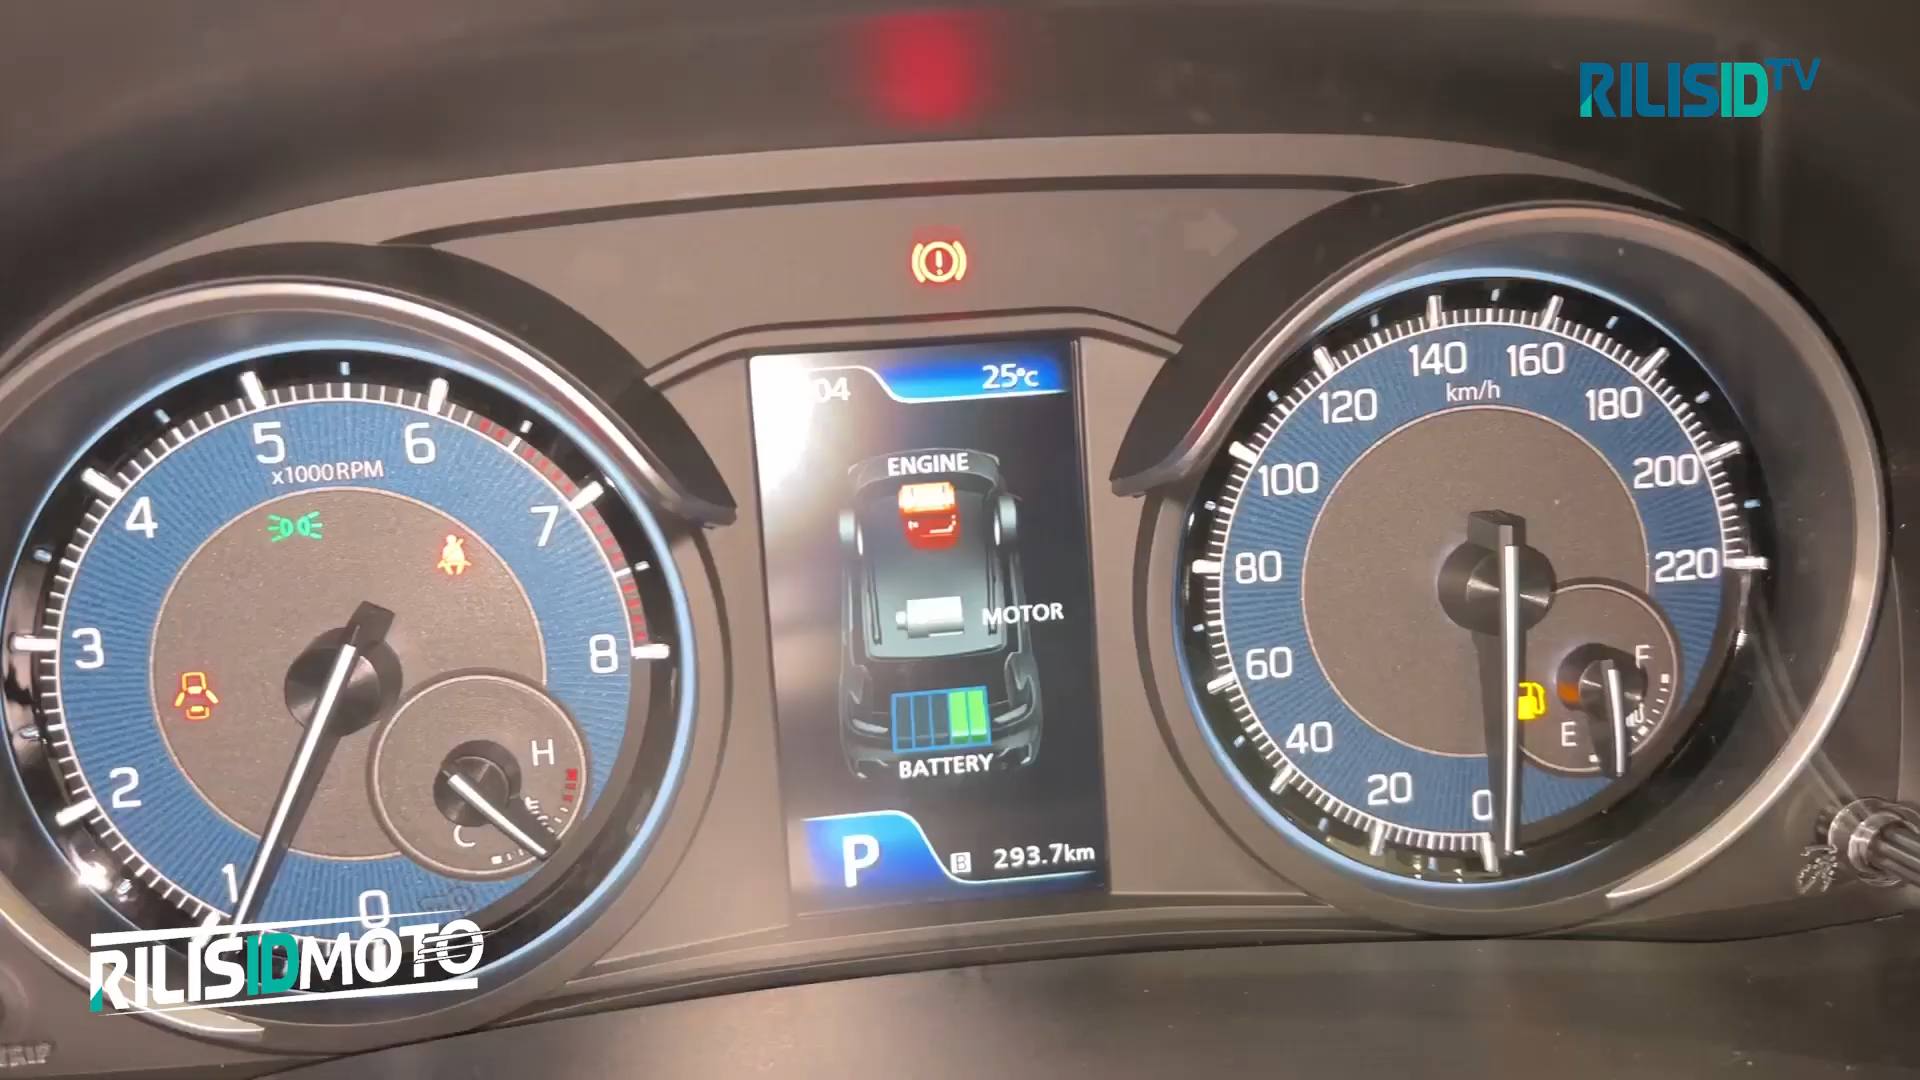 RILISIDTV
04
25°C
ENGINE
MOTOR
BATTERY
P
B 293.7km
0
1
2
3
4
5
6
7
8
x1000RPM
H
C
0
20
40
60
80
100
120
140
160
180
200
220
km/h
F
E
RILISIDMOTO